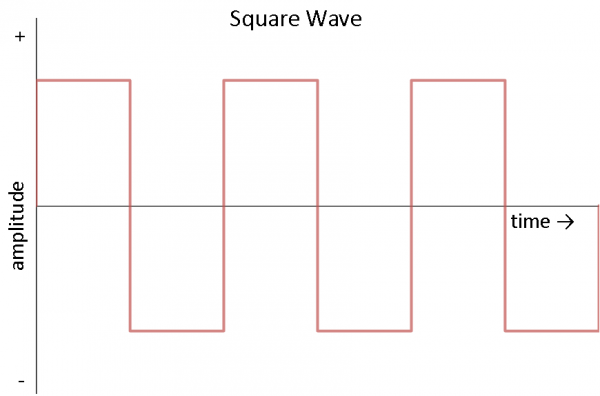 Square Wave
+
amplitude
time →
-